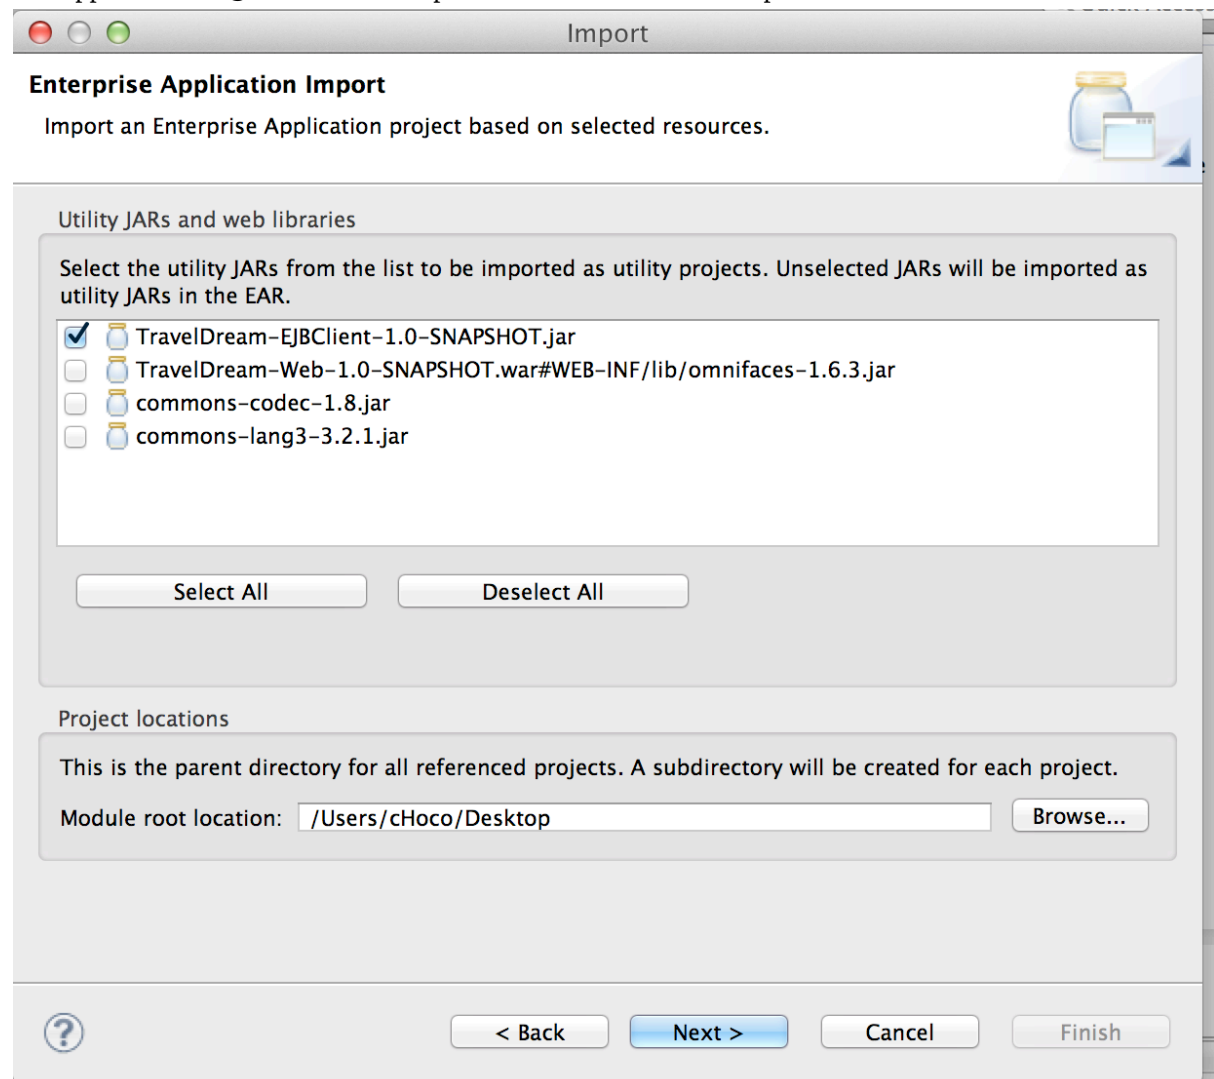 Import
Enterprise Application Import
Import an Enterprise Application project based on selected resources.
Utility JARs and web libraries
Select the utility JARs from the list to be imported as utility projects. Unselected JARs will be imported as
utility JARs in the EAR.
TravelDream-EJBClient-1.0-SNAPSHOT.jar
TravelDream-Web-1.0-SNAPSHOT.war#WEB-INF/lib/omnifaces-1.6.3.jar
commons-codec-1.8.jar
commons-lang3-3.2.1.jar
Select All
Deselect All
Project locations
This is the parent directory for all referenced projects. A subdirectory will be created for each project.
Module root location: /Users/cHoco/Desktop Browse...
? < Back Next > Cancel Finish